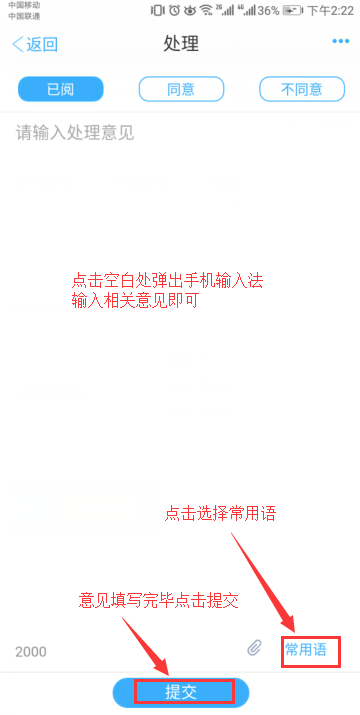 中国移动
中国联通
2G 4G 36% 下午2:22
返回 处理
已阅 同意 不同意
请输入处理意见
点击空白处弹出手机输入法
输入相关意见即可
点击选择常用语
意见填写完毕点击提交
2000 常用语
提交